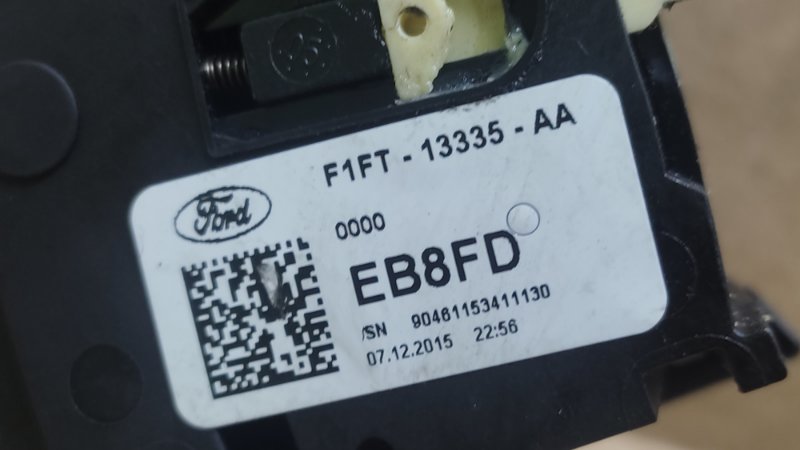 F1FT - 13335 - AA
Ford
0000
EB8FD
/SN 90461153411130
07.12.2015 22:56